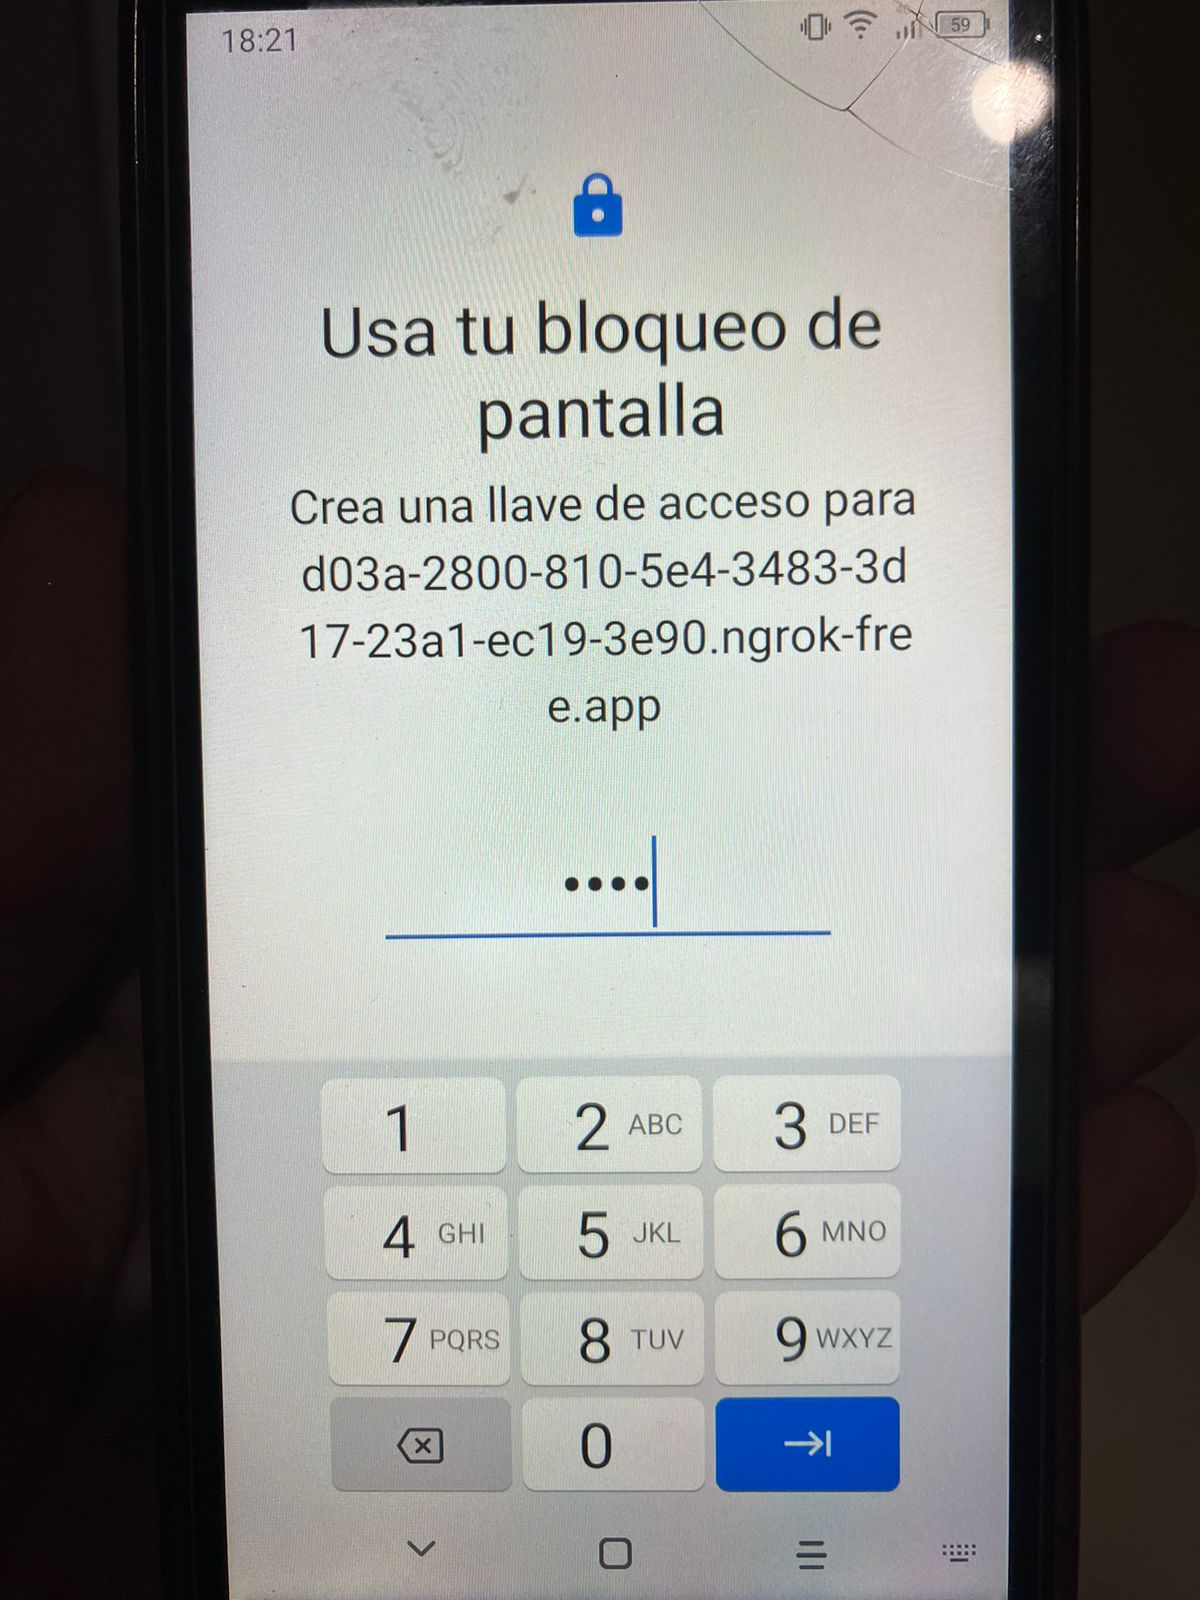 18:21
59
Usa tu bloqueo de
pantalla
Crea una llave de acceso para
d03a-2800-810-5e4-3483-3d
17-23a1-ec19-3e90.ngrok-fre
e.app
1
2 ABC
3 DEF
4 GHI
5 JKL
6 MNO
7 PQRS
8 TUV
9 WXYZ
0